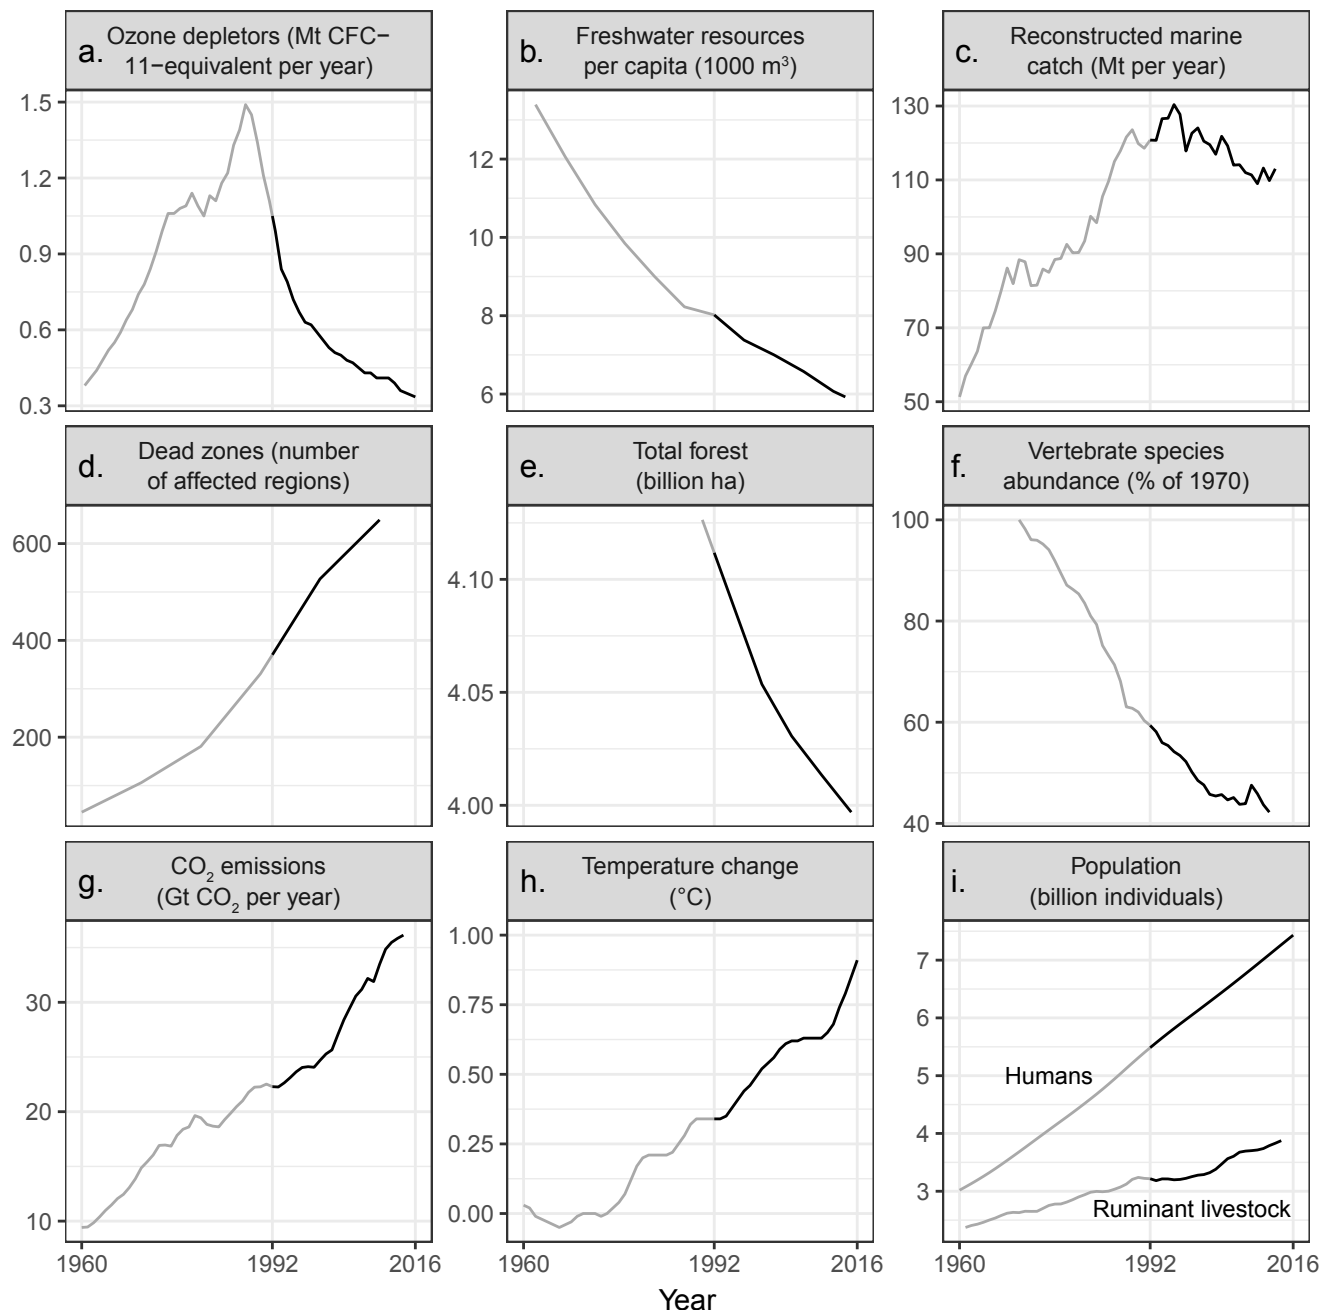 a. Ozone depletors (Mt CFC−
11−equivalent per year)
b. Freshwater resources
per capita (1000 m³)
c. Reconstructed marine
catch (Mt per year)
1.5
1.2
0.9
0.6
0.3
12
10
8
6
130
110
90
70
50
d. Dead zones (number
of affected regions)
e. Total forest
(billion ha)
f. Vertebrate species
abundance (% of 1970)
600
400
200
4.10
4.05
4.00
100
80
60
40
g. CO₂ emissions
(Gt CO₂ per year)
h. Temperature change
(°C)
i. Population
(billion individuals)
30
20
10
1.00
0.75
0.50
0.25
0.00
7
6
5
4
3
Humans
Ruminant livestock
1960 1992 2016
1960 1992 2016
1960 1992 2016
Year